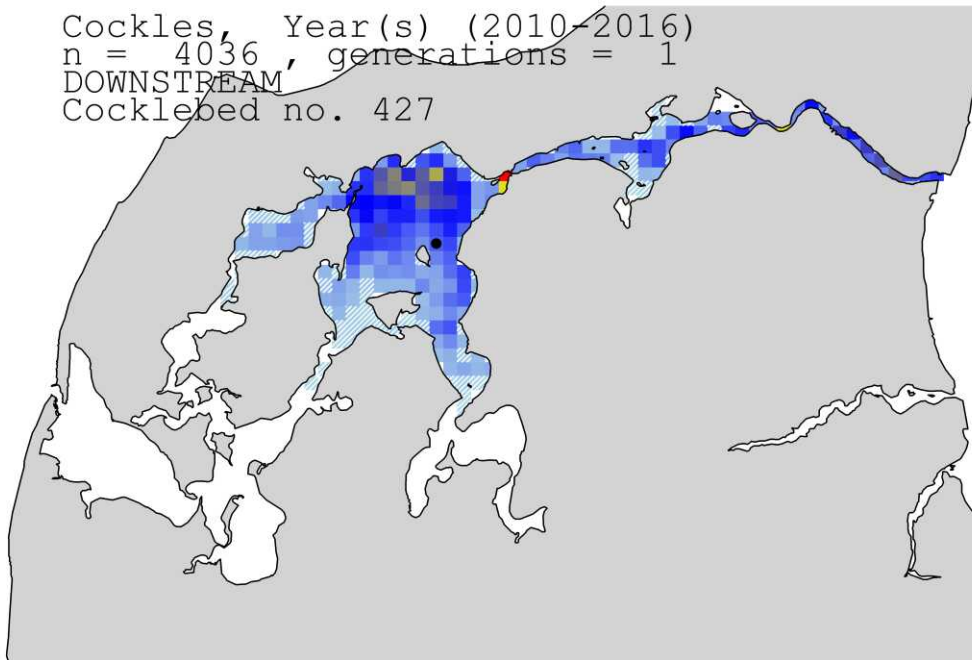 Cockles, Year(s) (2010-2016)
n = 4036 , generations = 1
DOWNSTREAM
Cocklebed no. 427